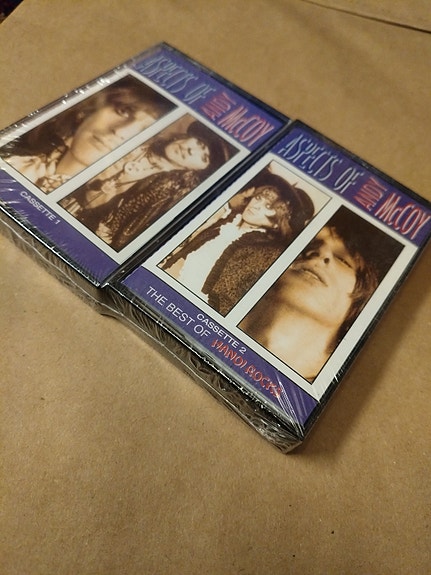 ASPECTS OF ANDY McCOY
CASSETTE 1
ASPECTS OF ANDY McCOY
CASSETTE 2
THE BEST OF HANOI ROCKS